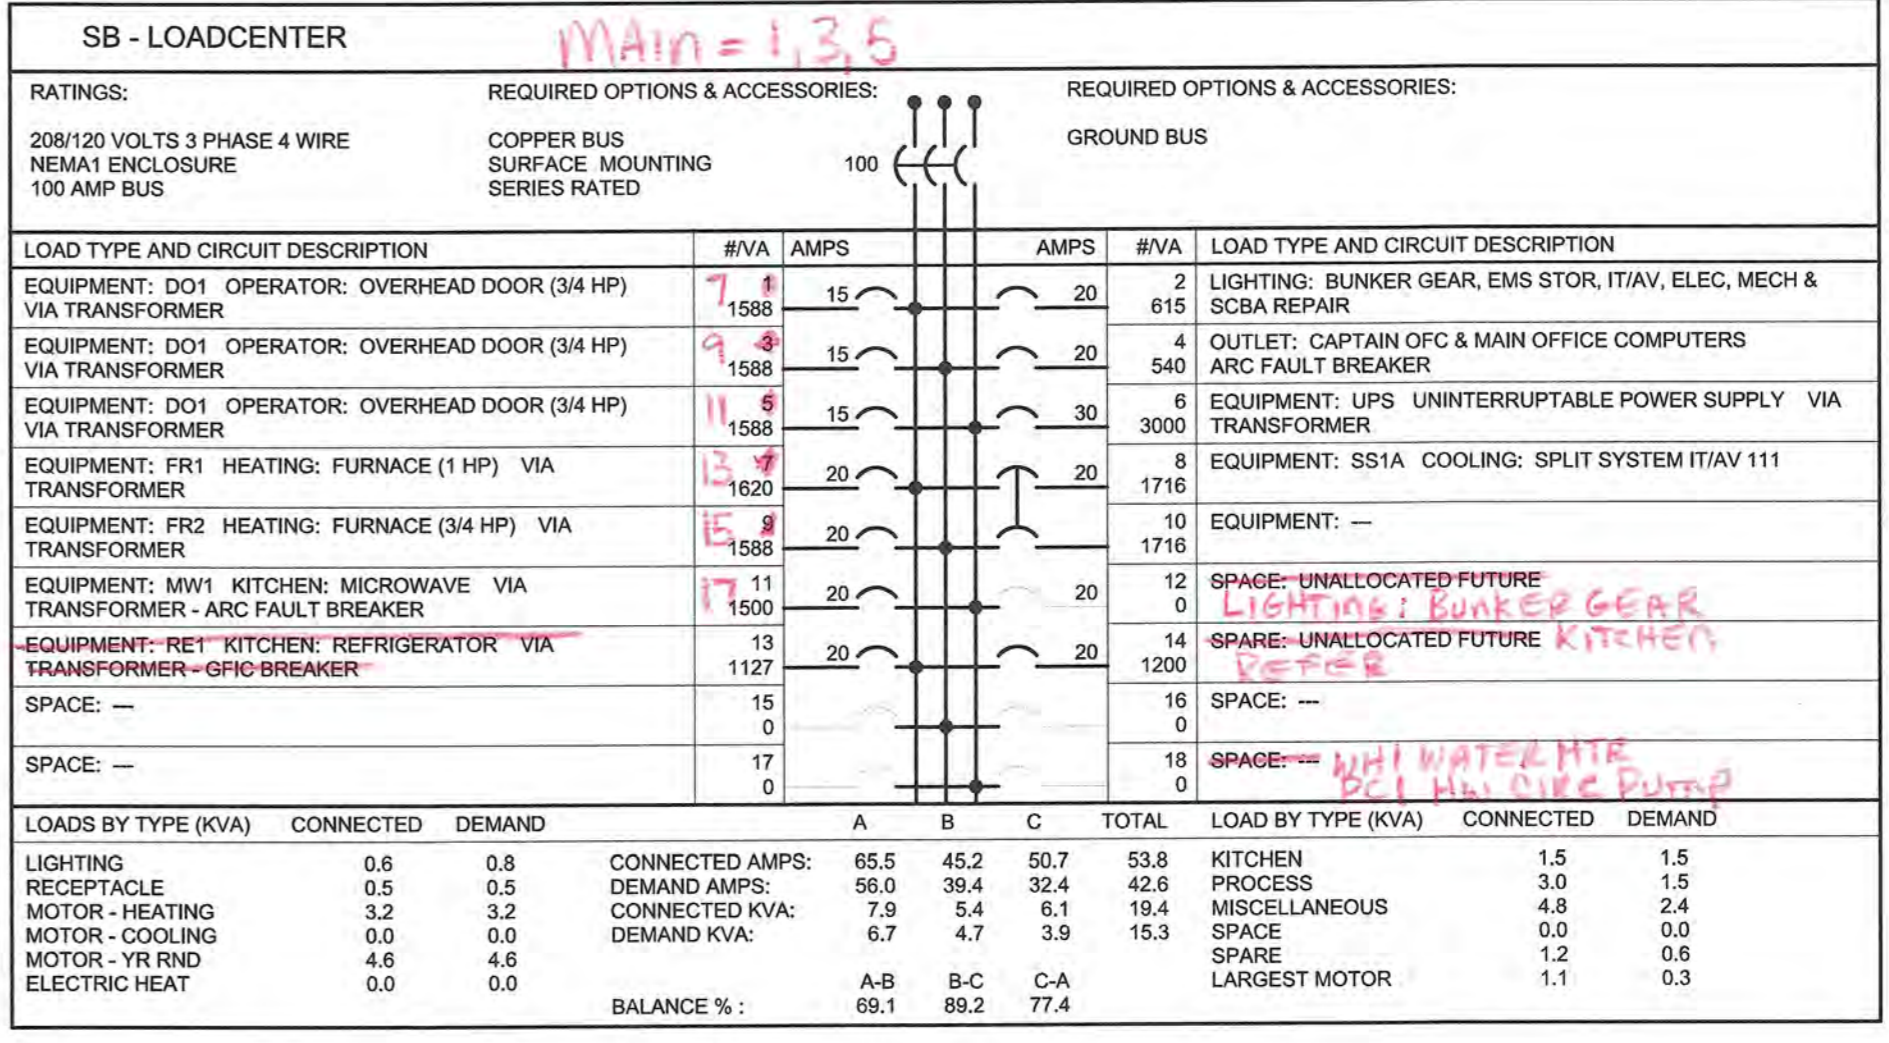 SB - LOADCENTER MAIN = 1,3,5
RATINGS: REQUIRED OPTIONS & ACCESSORIES: REQUIRED OPTIONS & ACCESSORIES:
208/120 VOLTS 3 PHASE 4 WIRE COPPER BUS GROUND BUS
NEMA1 ENCLOSURE SURFACE MOUNTING 100
100 AMP BUS SERIES RATED
LOAD TYPE AND CIRCUIT DESCRIPTION #/VA AMPS AMPS #/VA LOAD TYPE AND CIRCUIT DESCRIPTION
EQUIPMENT: DO1 OPERATOR: OVERHEAD DOOR (3/4 HP) 7 1 15 20 2 LIGHTING: BUNKER GEAR, EMS STOR, IT/AV, ELEC, MECH &
VIA TRANSFORMER 1588 615 SCBA REPAIR
EQUIPMENT: DO1 OPERATOR: OVERHEAD DOOR (3/4 HP) 9 3 15 20 4 OUTLET: CAPTAIN OFC & MAIN OFFICE COMPUTERS
VIA TRANSFORMER 1588 540 ARC FAULT BREAKER
EQUIPMENT: DO1 OPERATOR: OVERHEAD DOOR (3/4 HP) 11 5 15 30 6 EQUIPMENT: UPS UNINTERRUPTABLE POWER SUPPLY VIA
VIA TRANSFORMER 1588 3000 TRANSFORMER
EQUIPMENT: FR1 HEATING: FURNACE (1 HP) VIA 13 7 20 20 8 EQUIPMENT: SS1A COOLING: SPLIT SYSTEM IT/AV 111
TRANSFORMER 1620 1716
EQUIPMENT: FR2 HEATING: FURNACE (3/4 HP) VIA 15 9 20 10 EQUIPMENT: ---
TRANSFORMER 1588 1716
EQUIPMENT: MW1 KITCHEN: MICROWAVE VIA 17 11 20 20 12 SPACE: UNALLOCATED FUTURE
TRANSFORMER - ARC FAULT BREAKER 1500 0 LIGHTING: BUNKER GEAR
EQUIPMENT: RE1 KITCHEN: REFRIGERATOR VIA 13 20 20 14 SPARE: UNALLOCATED FUTURE KITCHEN
TRANSFORMER - GFIC BREAKER 1127 1200 REFER
SPACE: --- 15 16 SPACE: ---
0 0
SPACE: --- 17 18 SPACE: --- WH1 WATER HTR
0 0 PC1 HW CIRC PUMP
LOADS BY TYPE (KVA) CONNECTED DEMAND A B C TOTAL LOAD BY TYPE (KVA) CONNECTED DEMAND
LIGHTING 0.6 0.8 CONNECTED AMPS: 65.5 45.2 50.7 53.8 KITCHEN 1.5 1.5
RECEPTACLE 0.5 0.5 DEMAND AMPS: 56.0 39.4 32.4 42.6 PROCESS 3.0 1.5
MOTOR - HEATING 3.2 3.2 CONNECTED KVA: 7.9 5.4 6.1 19.4 MISCELLANEOUS 4.8 2.4
MOTOR - COOLING 0.0 0.0 DEMAND KVA: 6.7 4.7 3.9 15.3 SPACE 0.0 0.0
MOTOR - YR RND 4.6 4.6 SPARE 1.2 0.6
ELECTRIC HEAT 0.0 0.0 A-B B-C C-A LARGEST MOTOR 1.1 0.3
BALANCE % : 69.1 89.2 77.4